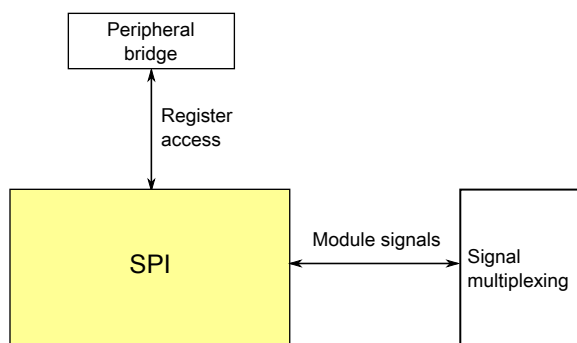 Peripheral
bridge
Register
access
SPI
Module signals
Signal
multiplexing